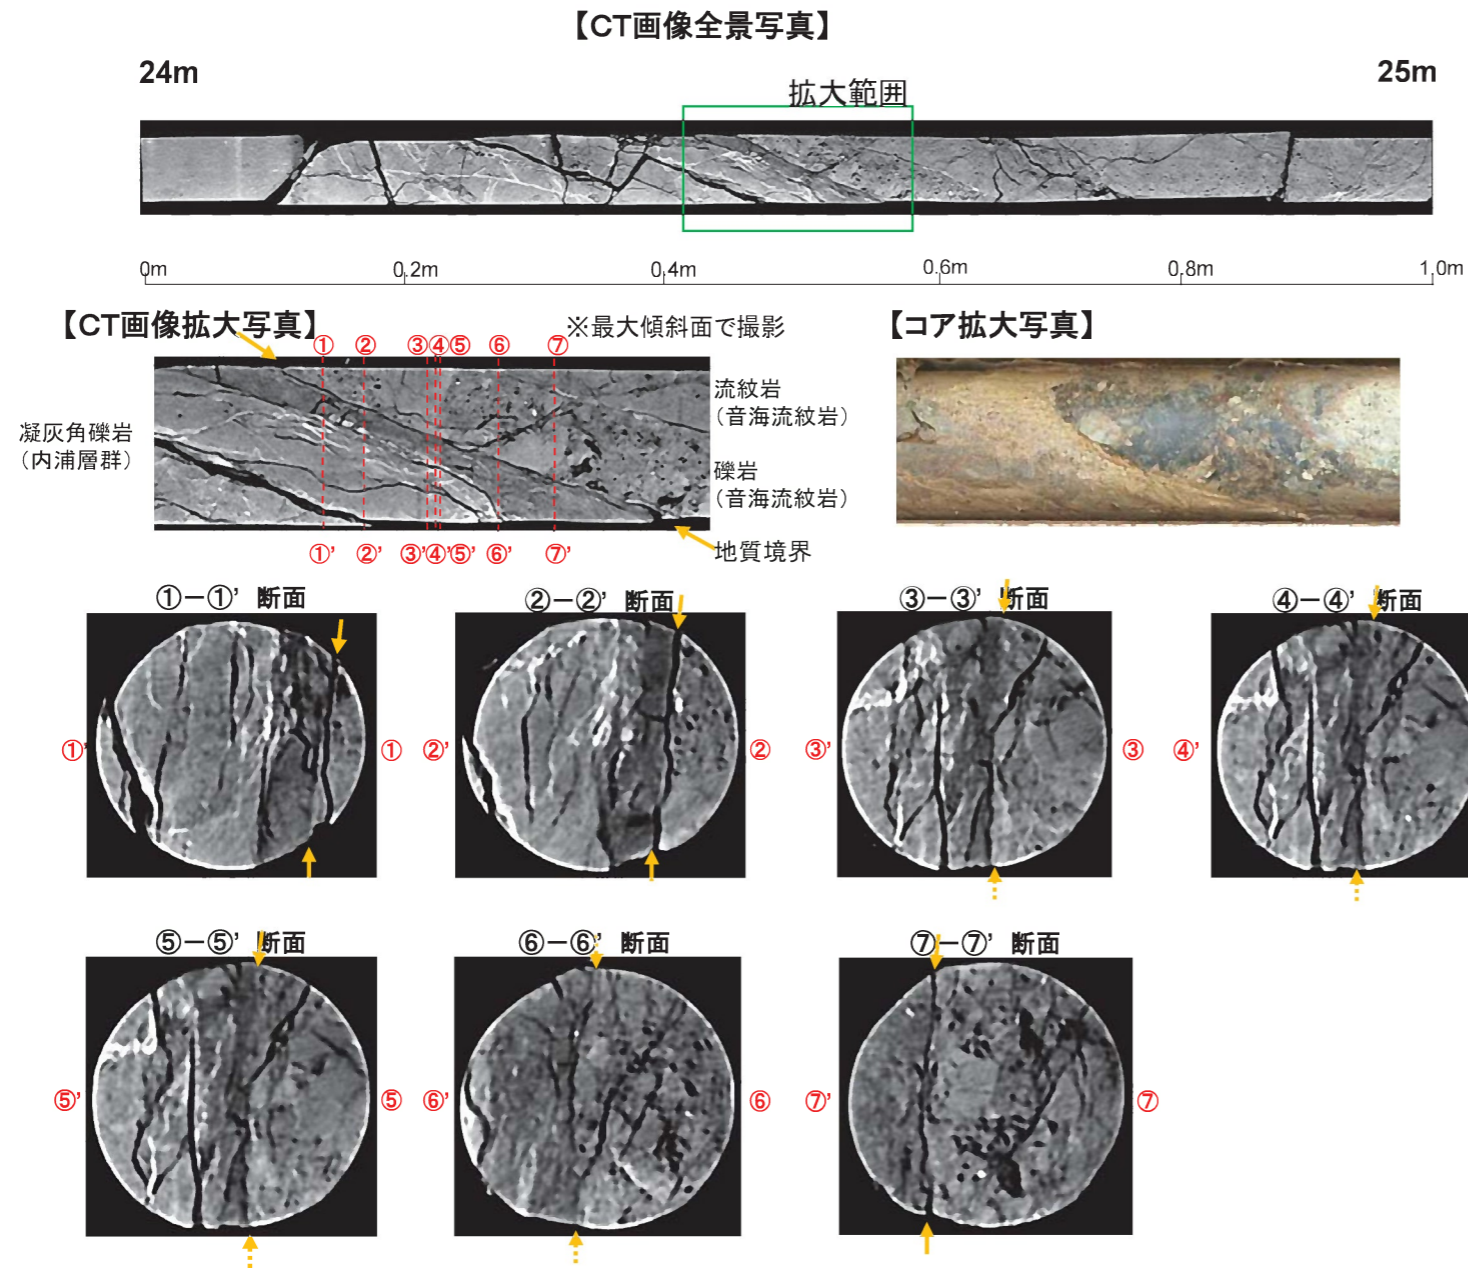 【CT画像全景写真】
24m
25m
拡大範囲
0m 0.2m 0.4m 0.6m 0.8m 1.0m
【CT画像拡大写真】
※最大傾斜面で撮影
【コア拡大写真】
① ② ③ ④ ⑤ ⑥ ⑦
凝灰角礫岩
（内浦層群）
流紋岩
（音海流紋岩）
礫岩
（音海流紋岩）
地質境界
①’ ②’ ③’ ④’ ⑤’ ⑥’ ⑦’
①－①’ 断面
②－②’ 断面
③－③’ 断面
④－④’ 断面
①’ ① ②’ ② ③’ ③ ④’
⑤－⑤’ 断面
⑥－⑥’ 断面
⑦－⑦’ 断面
⑤’ ⑤ ⑥’ ⑥ ⑦’ ⑦